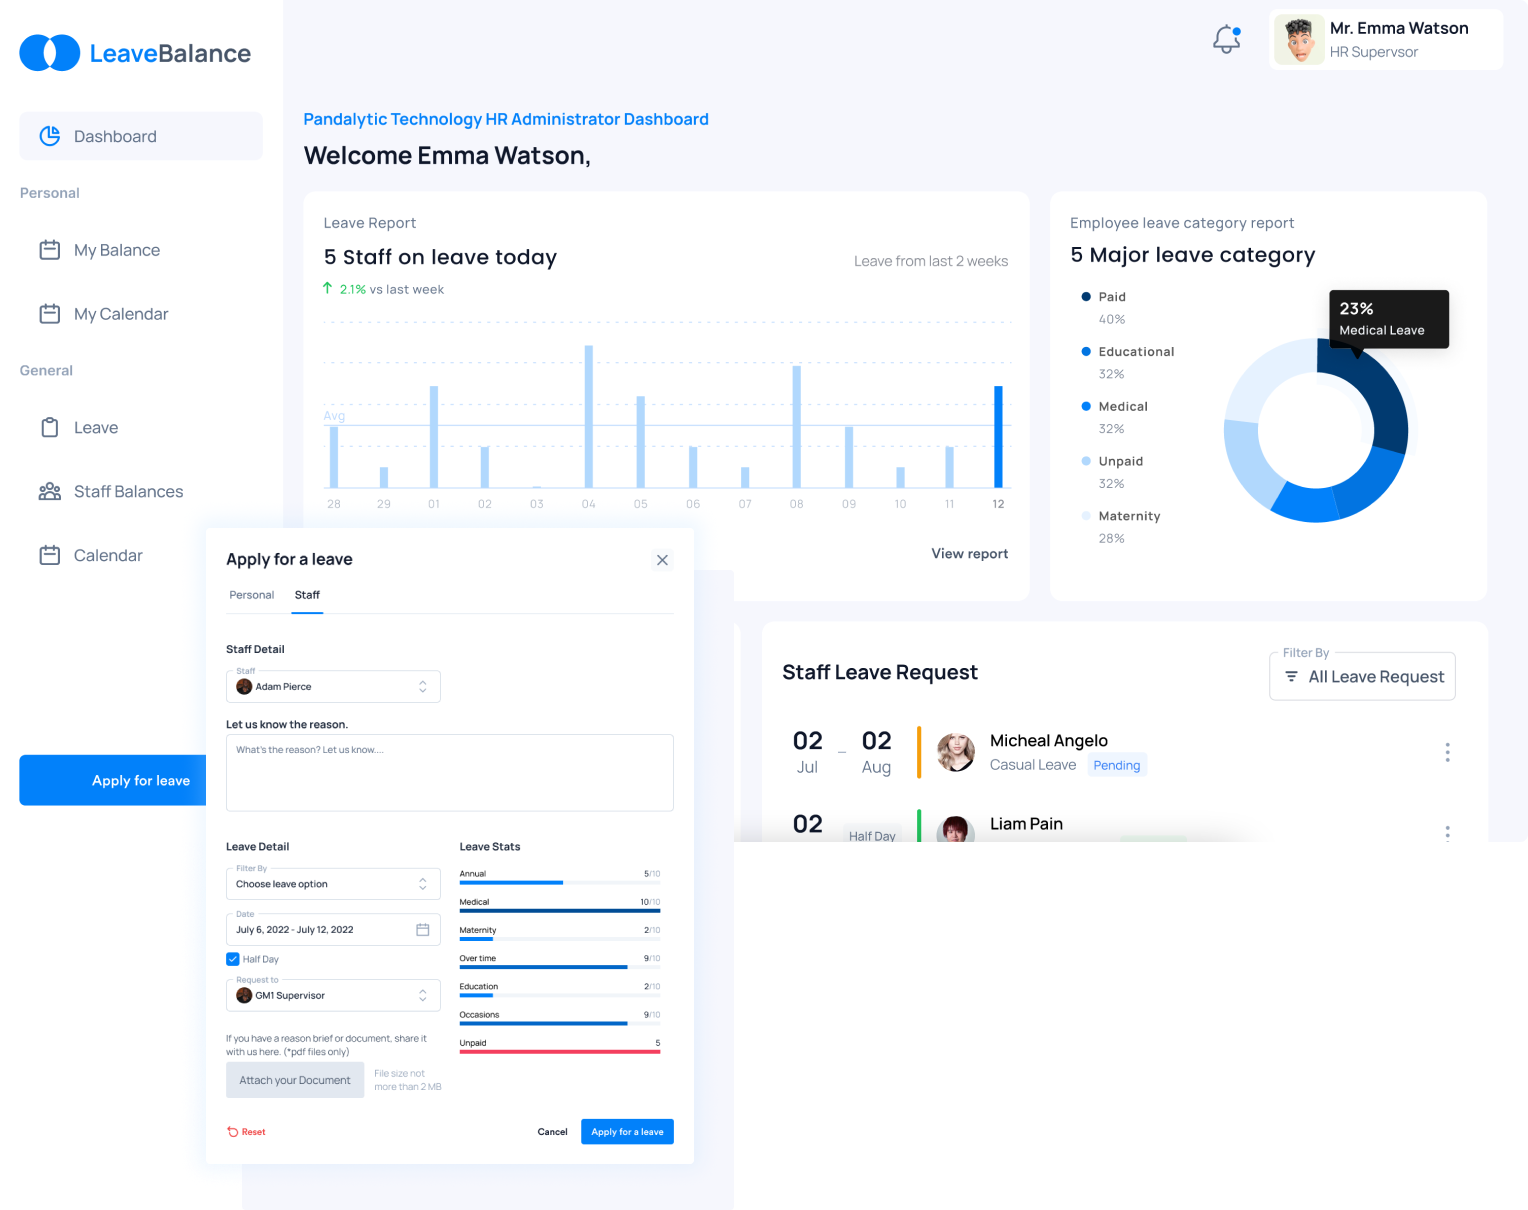 LeaveBalance
Mr. Emma Watson
HR Supervsor
Dashboard
Personal
My Balance
My Calendar
General
Leave
Staff Balances
Calendar
Apply for leave
Pandalytic Technology HR Administrator Dashboard
Welcome Emma Watson,
Leave Report
5 Staff on leave today
Leave from last 2 weeks
2.1% vs last week
Avg
28 29 01 02 03 04 05 06 07 08 09 10 11 12
View report
Employee leave category report
5 Major leave category
Paid
40%
Educational
32%
Medical
32%
Unpaid
32%
Maternity
28%
23%
Medical Leave
Staff Leave Request
Filter By
All Leave Request
02 – 02
Jul Aug
Micheal Angelo
Casual Leave Pending
02
Half Day
Liam Pain
Apply for a leave
Personal Staff
Staff Detail
Staff
Adam Pierce
Let us know the reason.
What's the reason? Let us know....
Leave Detail
Filter By
Choose leave option
Date
July 6, 2022 - July 12, 2022
Half Day
Request to
GM1 Supervisor
If you have a reason brief or document, share it
with us here. (*pdf files only)
Attach your Document
File size not
more than 2 MB
Leave Stats
Annual 5/10
Medical 10/10
Maternity 2/10
Over time 9/10
Education 2/10
Occasions 9/10
Unpaid 5
Reset
Cancel
Apply for a leave